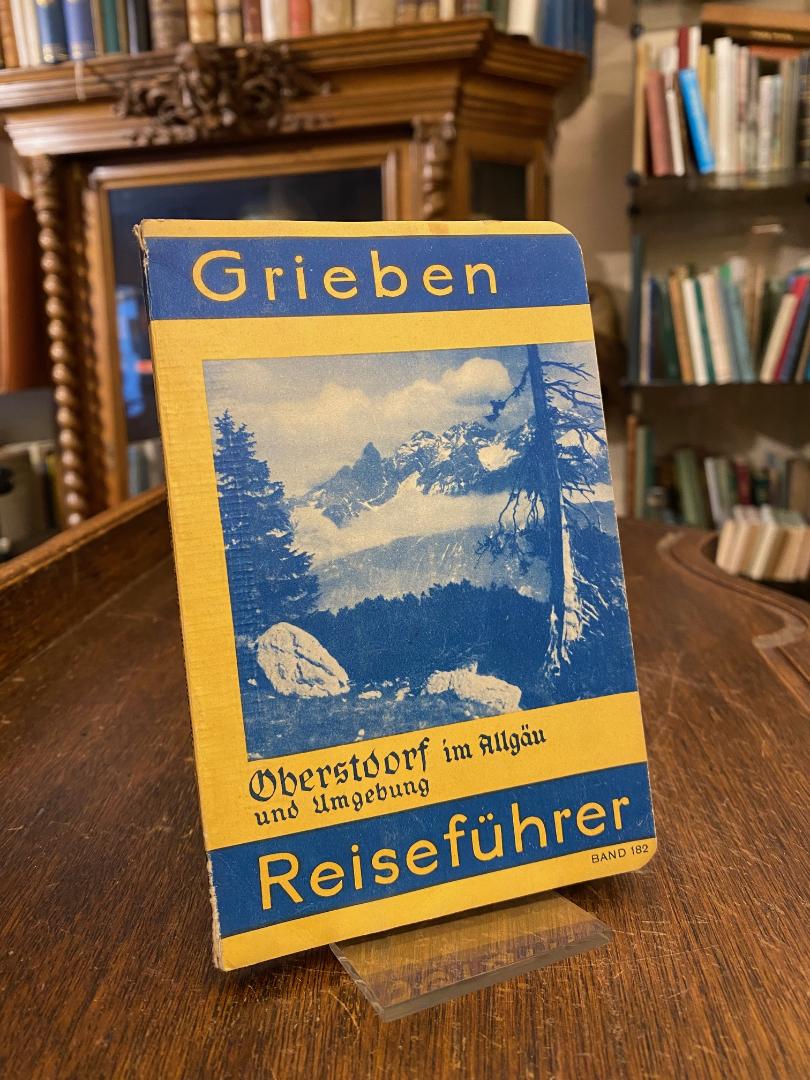 Grieben
Oberstdorf im Allgäu
und Umgebung
Reiseführer
BAND 182